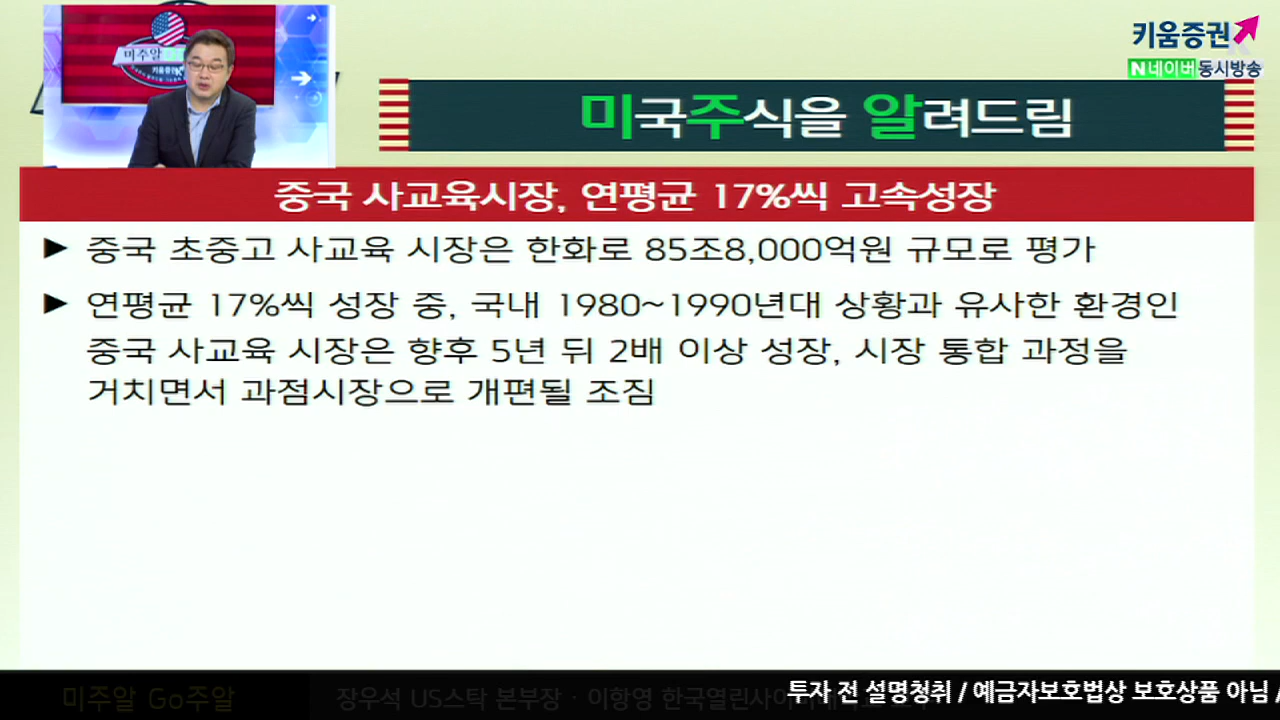 미주알
키움증권
N 네이버 동시방송
미국주식을 알려드림
중국 사교육시장, 연평균 17%씩 고속성장
▶ 중국 초중고 사교육 시장은 한화로 85조8,000억원 규모로 평가
▶ 연평균 17%씩 성장 중, 국내 1980~1990년대 상황과 유사한 환경인
중국 사교육 시장은 향후 5년 뒤 2배 이상 성장, 시장 통합 과정을
거치면서 과점시장으로 개편될 조짐
미주알 Go주알
장우석 US스탁 본부장 · 이항영 한국열린사이버대학교
투자 전 설명청취 / 예금자보호법상 보호상품 아님 /